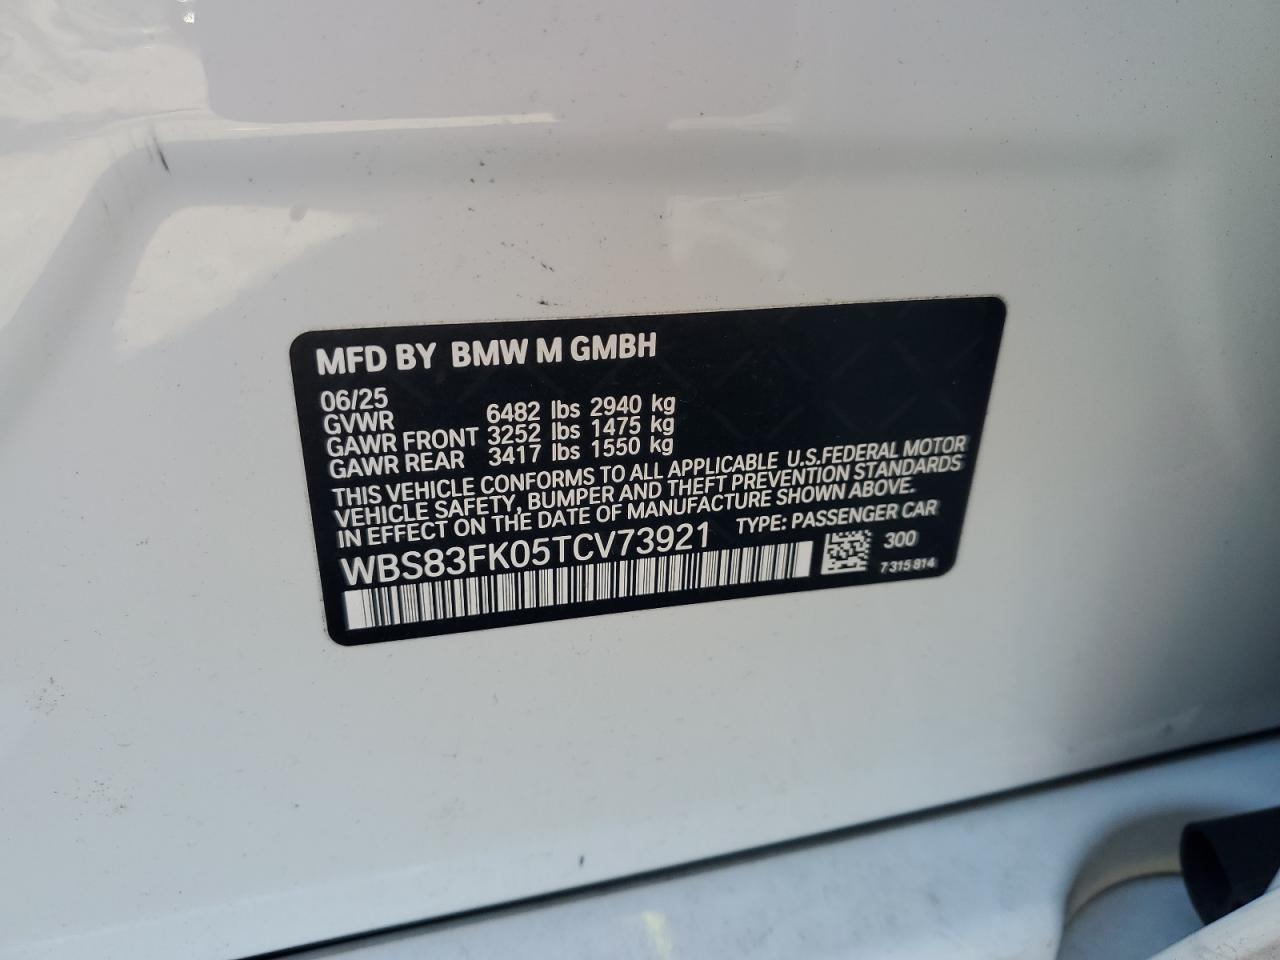 MFD BY BMW M GMBH
06/25
GVWR 6482 lbs 2940 kg
GAWR FRONT 3252 lbs 1475 kg
GAWR REAR 3417 lbs 1550 kg
THIS VEHICLE CONFORMS TO ALL APPLICABLE U.S.FEDERAL MOTOR
VEHICLE SAFETY, BUMPER AND THEFT PREVENTION STANDARDS
IN EFFECT ON THE DATE OF MANUFACTURE SHOWN ABOVE.
WBS83FK05TCV73921 TYPE: PASSENGER CAR
300
7 315 814